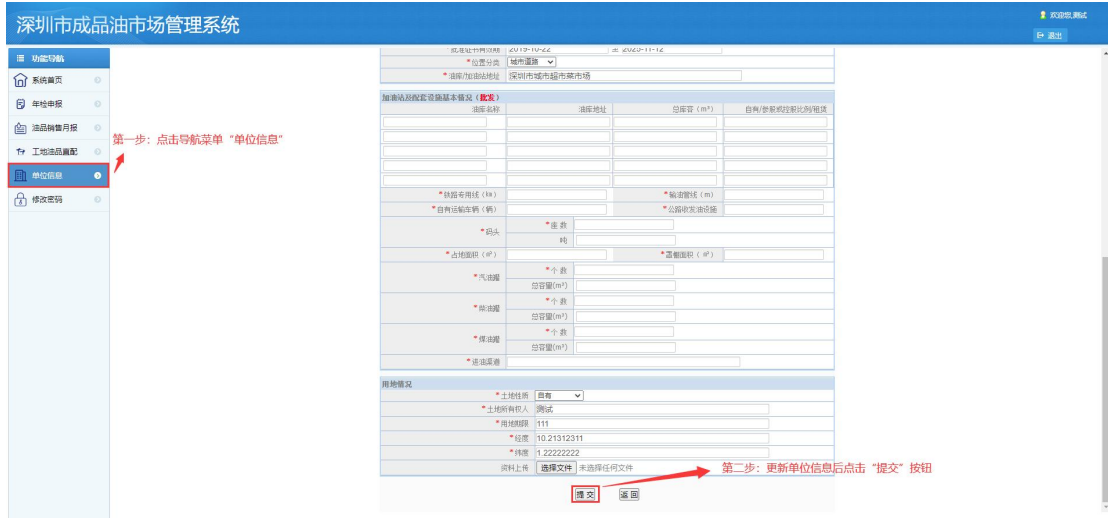 深圳市成品油市场管理系统
欢迎您,测试
退出
功能导航
系统首页
年检申报
油品销售月报
工地油品直配
单位信息
修改密码
第一步：点击导航菜单“单位信息”
*批准证书有效期 2019-10-22 至 2025-11-12
*位置分类 城市道路
*油库/加油站地址 深圳市城市超市菜市场
加油站及配套设施基本情况（批发）
油库名称 油库地址 总库容（m³） 自有/参股或控股比例/租赁
*铁路专用线（km） *输油管线（m）
*自有运输车辆（辆） *公路收发油设施
*码头 *座 数
吨
*占地面积（㎡） *罩棚面积（㎡）
*汽油罐 *个 数
总容量(m³)
*柴油罐 *个 数
总容量(m³)
*煤油罐 *个 数
总容量(m³)
*进油渠道
用地情况
*土地性质 自有
*土地所有权人 测试
*用地期限 111
*经度 10.21312311
*纬度 1.22222222
资料上传 选择文件 未选择任何文件
第二步：更新单位信息后点击“提交”按钮
提 交 返 回